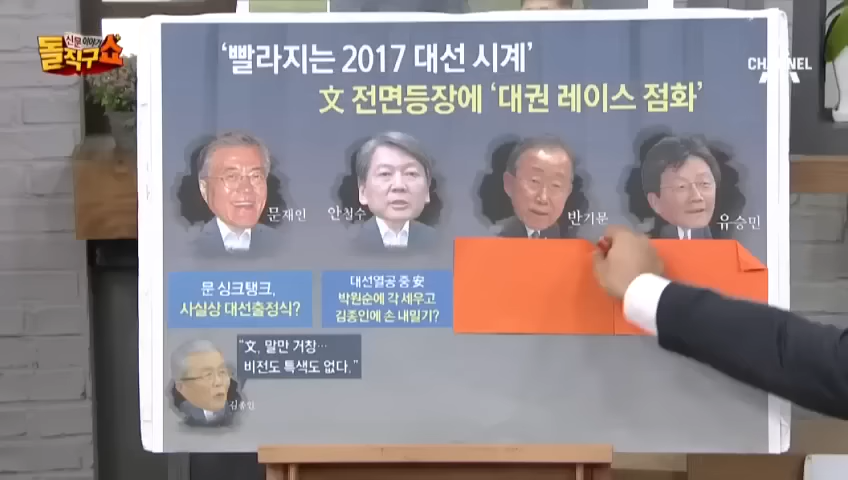 신문이야기
돌직구쇼
CHANNEL A
‘빨라지는 2017 대선 시계’
文 전면등장에 ‘대권 레이스 점화’
문재인
안철수
반기문
유승민
문 싱크탱크,
사실상 대선출정식?
대선열공 중 安
박원순에 각 세우고
김종인에 손 내밀기?
“文, 말만 거창…
비전도 특색도 없다.”
김종인